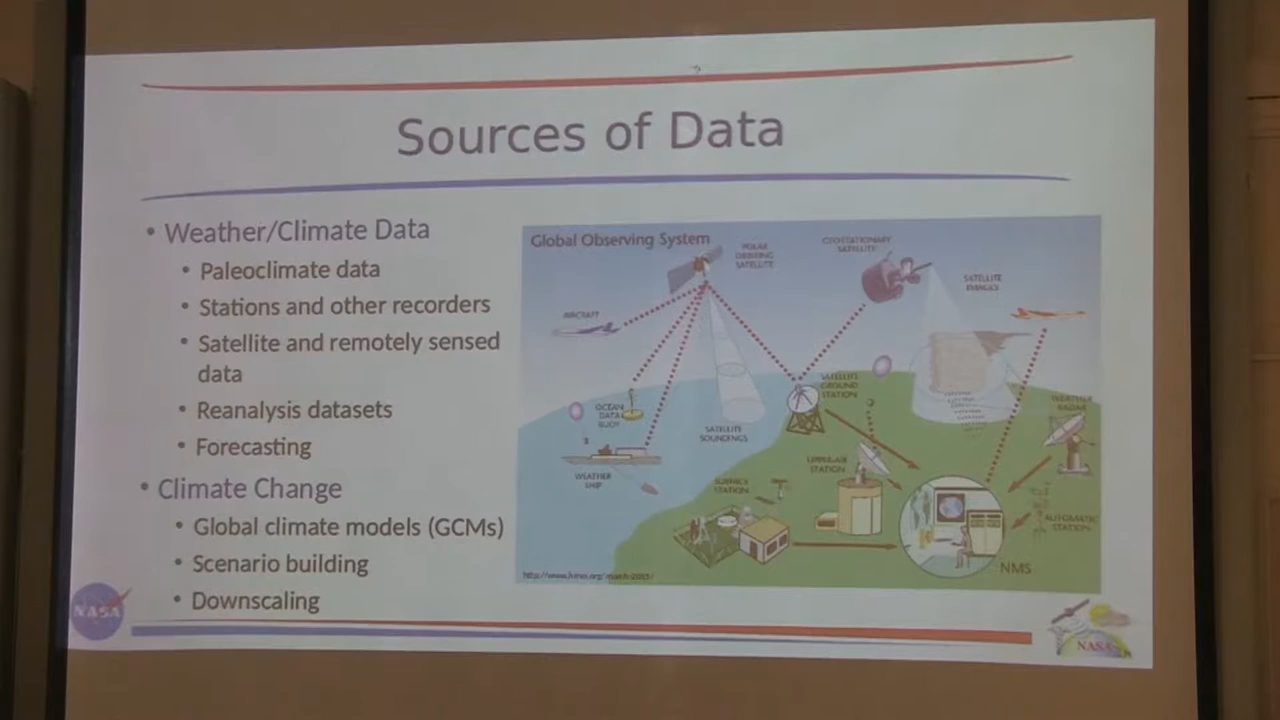 Sources of Data
• Weather/Climate Data
• Paleoclimate data
• Stations and other recorders
• Satellite and remotely sensed
data
• Reanalysis datasets
• Forecasting
• Climate Change
• Global climate models (GCMs)
• Scenario building
• Downscaling
Global Observing System
POLAR
ORBITING
SATELLITE
GEOSTATIONARY
SATELLITE
SATELLITE
IMAGES
AIRCRAFT
SATELLITE
GROUND
STATION
OCEAN
DATA
BUOY
SATELLITE
SOUNDINGS
WEATHER
RADAR
WEATHER
SHIP
SURFACE
STATION
UPPER-AIR
STATION
AUTOMATIC
STATION
NMS
NASA
NASA